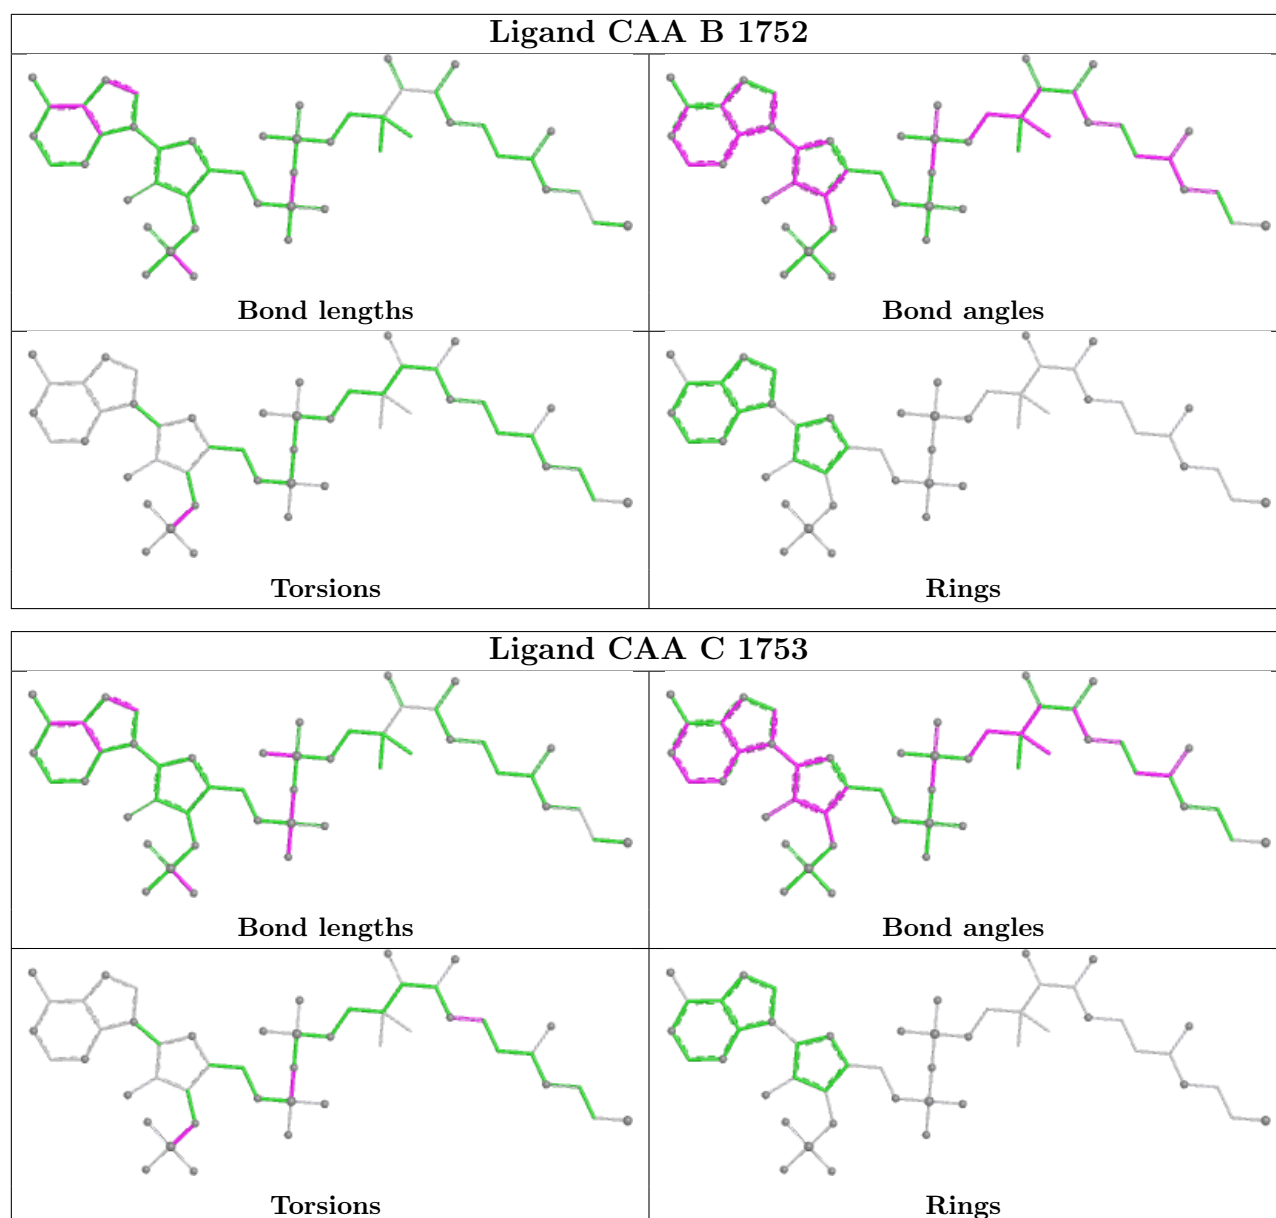 Ligand CAA B 1752
Bond lengths
Bond angles
Torsions
Rings
Ligand CAA C 1753
Bond lengths
Bond angles
Torsions
Rings